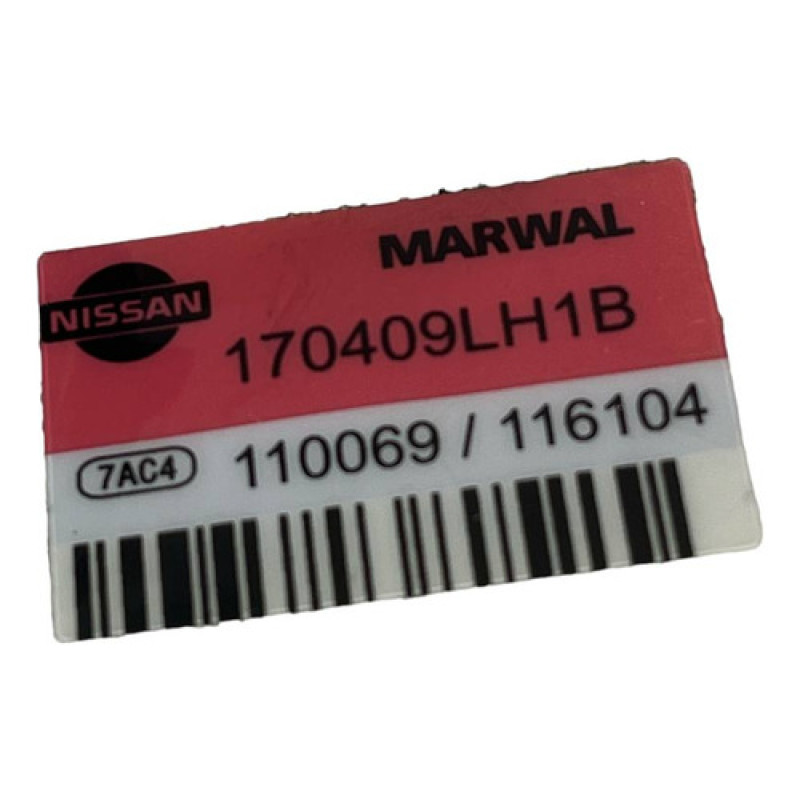 MARWAL
NISSAN
170409LH1B
7AC4 110069 / 116104